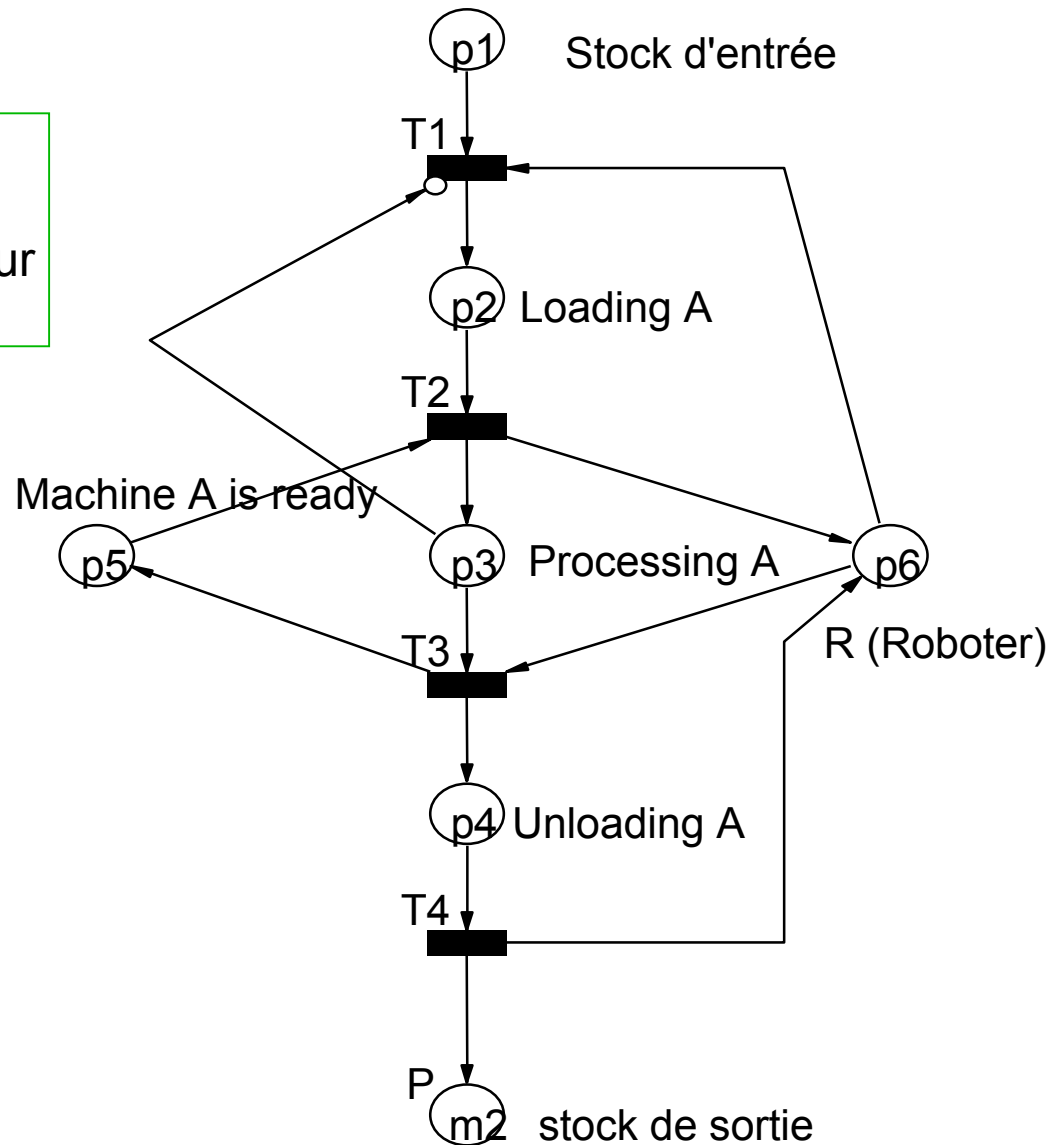 p1 Stock d'entrée
T1
ur
p2 Loading A
T2
Machine A is ready
p5
p3 Processing A
p6
R (Roboter)
T3
p4 Unloading A
T4
P
m2 stock de sortie